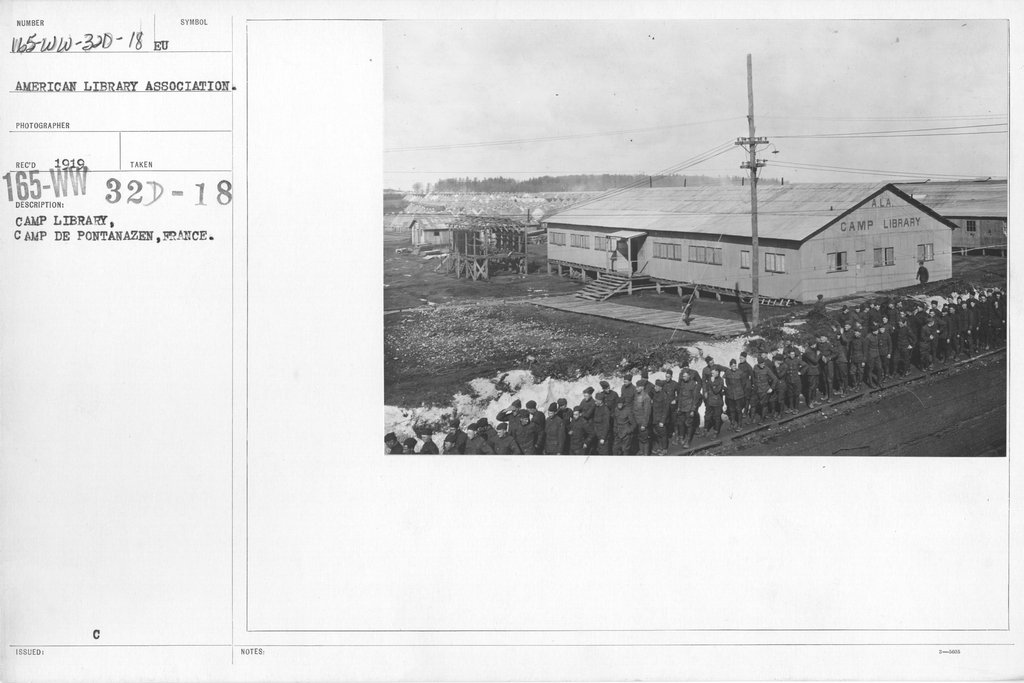 NUMBER
SYMBOL
165-WW-32D-18 EU
AMERICAN LIBRARY ASSOCIATION.
PHOTOGRAPHER
REC'D 1919
TAKEN
165-WW 32D-18
DESCRIPTION:
CAMP LIBRARY,
CAMP DE PONTANAZEN, FRANCE.
A.L.A.
CAMP LIBRARY
C
ISSUED:
NOTES: